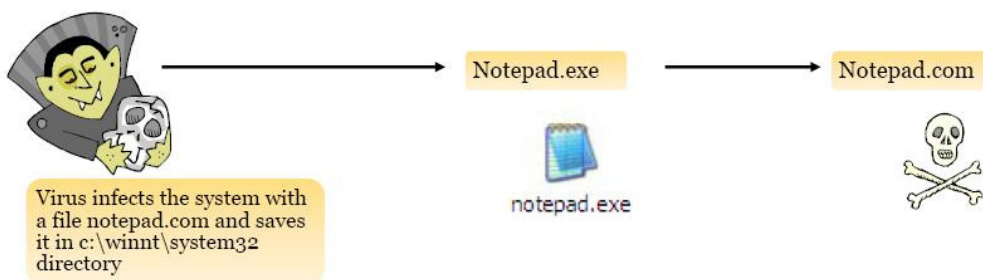 Notepad.exe
Notepad.com
notepad.exe
Virus infects the system with
a file notepad.com and saves
it in c:\winnt\system32
directory